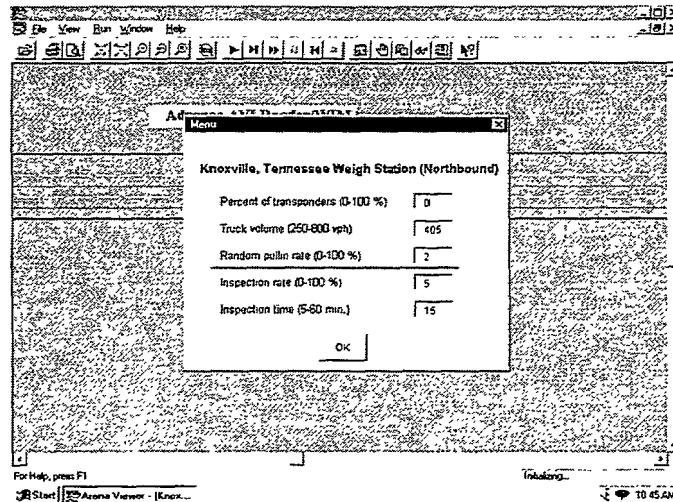 File View Run Window Help
Menu
Knoxville, Tennessee Weigh Station (Northbound)
Percent of transponders (0-100 %) 0
Truck volume (250-800 vph) 405
Random pullin rate (0-100 %) 2
Inspection rate (0-100 %) 5
Inspection time (5-60 min.) 15
OK
For Help, press F1
Initializing...
Start Arena Viewer - [Knox... 10:45 AM